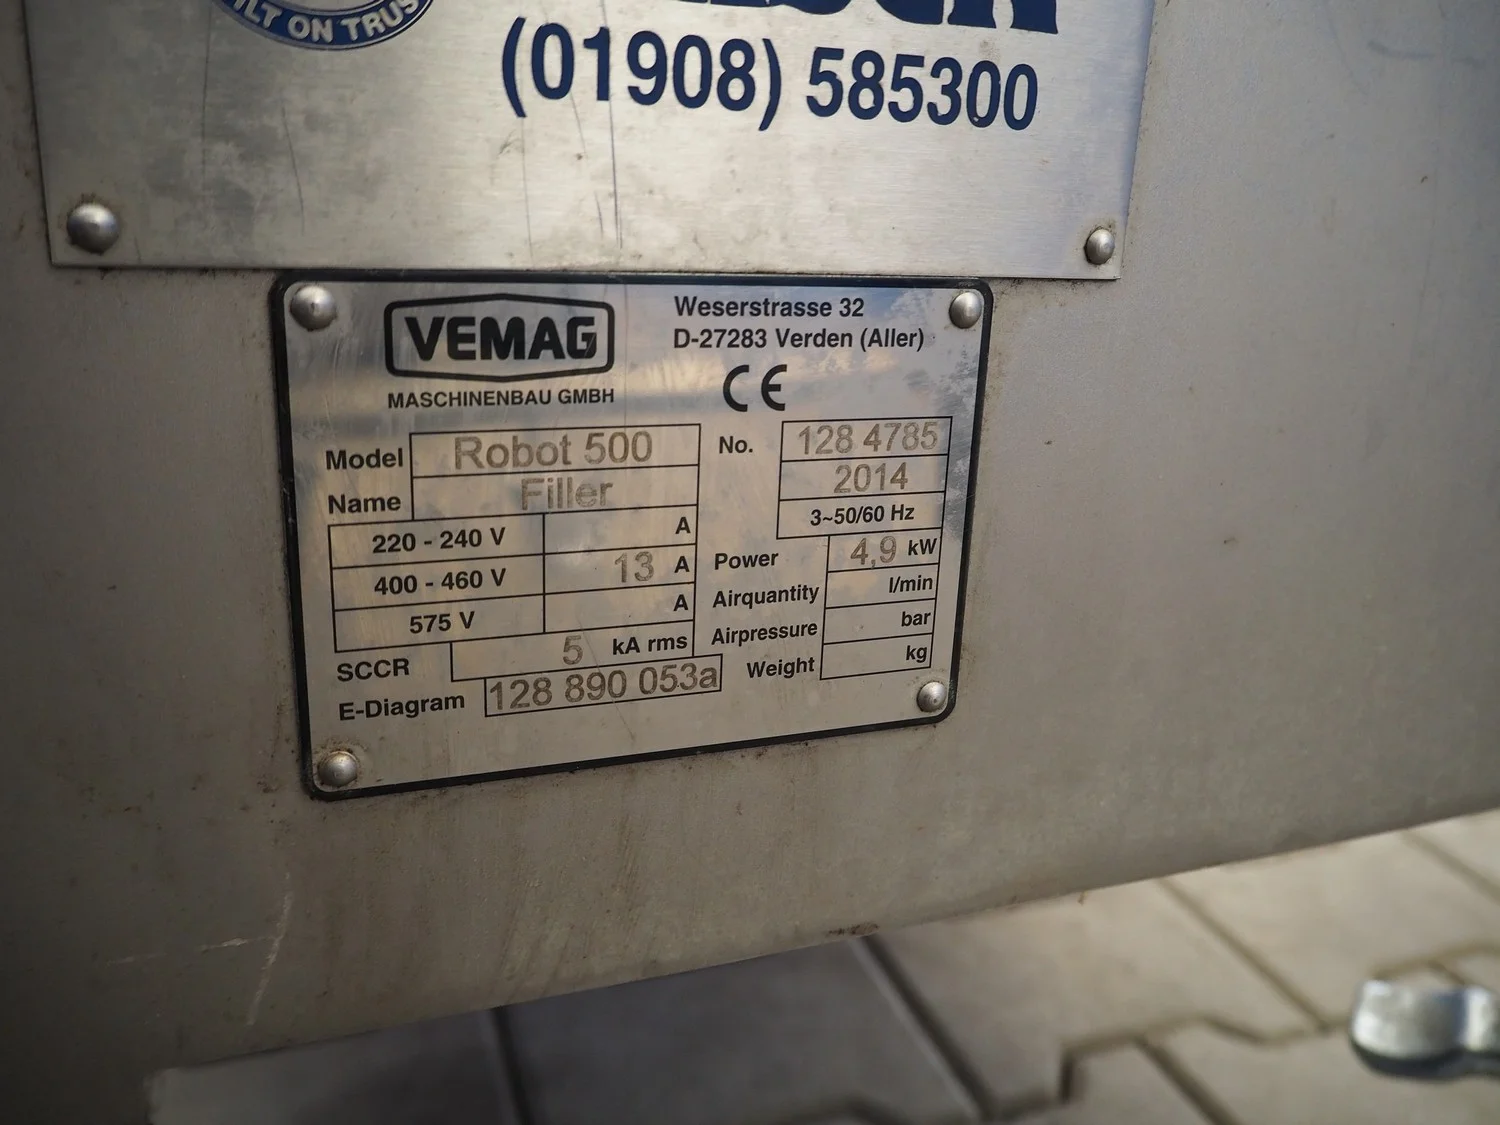 BUILT ON TRUST
(01908) 585300
VEMAG
MASCHINENBAU GMBH
Weserstrasse 32
D-27283 Verden (Aller)
CE
Model Robot 500
Name Filler
220 - 240 V A
400 - 460 V 13 A
575 V A
SCCR 5 kA rms
E-Diagram 128 890 053a
No. 128 4785
2014
3~50/60 Hz
Power 4,9 kW
Airquantity l/min
Airpressure bar
Weight kg